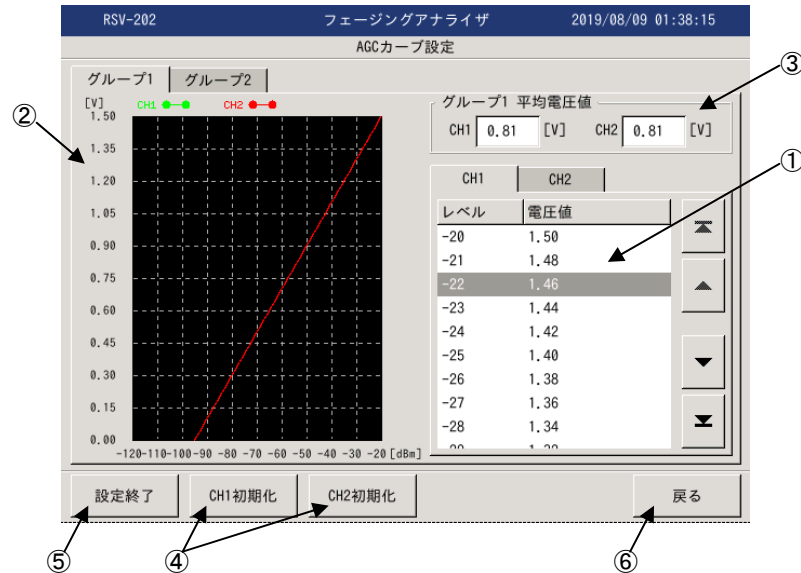 RSV-202 フェージングアナライザ 2019/08/09 01:38:15
AGCカーブ設定
グループ1 グループ2
[V] CH1 CH2
1.50
1.35
1.20
1.05
0.90
0.75
0.60
0.45
0.30
0.15
0.00
-120-110-100-90 -80 -70 -60 -50 -40 -30 -20 [dBm]
グループ1 平均電圧値
CH1 0.81 [V] CH2 0.81 [V]
CH1 CH2
レベル 電圧値
-20 1.50
-21 1.48
-22 1.46
-23 1.44
-24 1.42
-25 1.40
-26 1.38
-27 1.36
-28 1.34
設定終了 CH1初期化 CH2初期化 戻る
②
③
①
⑤ ④ ⑥